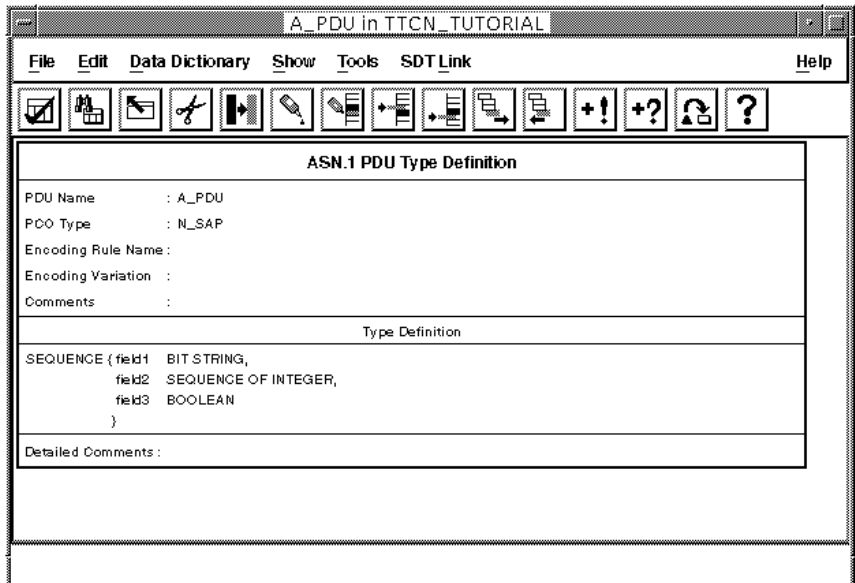 A_PDU in TTCN_TUTORIAL
File Edit Data Dictionary Show Tools SDT Link Help
+! +? ?
ASN.1 PDU Type Definition
PDU Name : A_PDU
PCO Type : N_SAP
Encoding Rule Name :
Encoding Variation :
Comments :
Type Definition
SEQUENCE { field1 BIT STRING,
field2 SEQUENCE OF INTEGER,
field3 BOOLEAN
}
Detailed Comments :